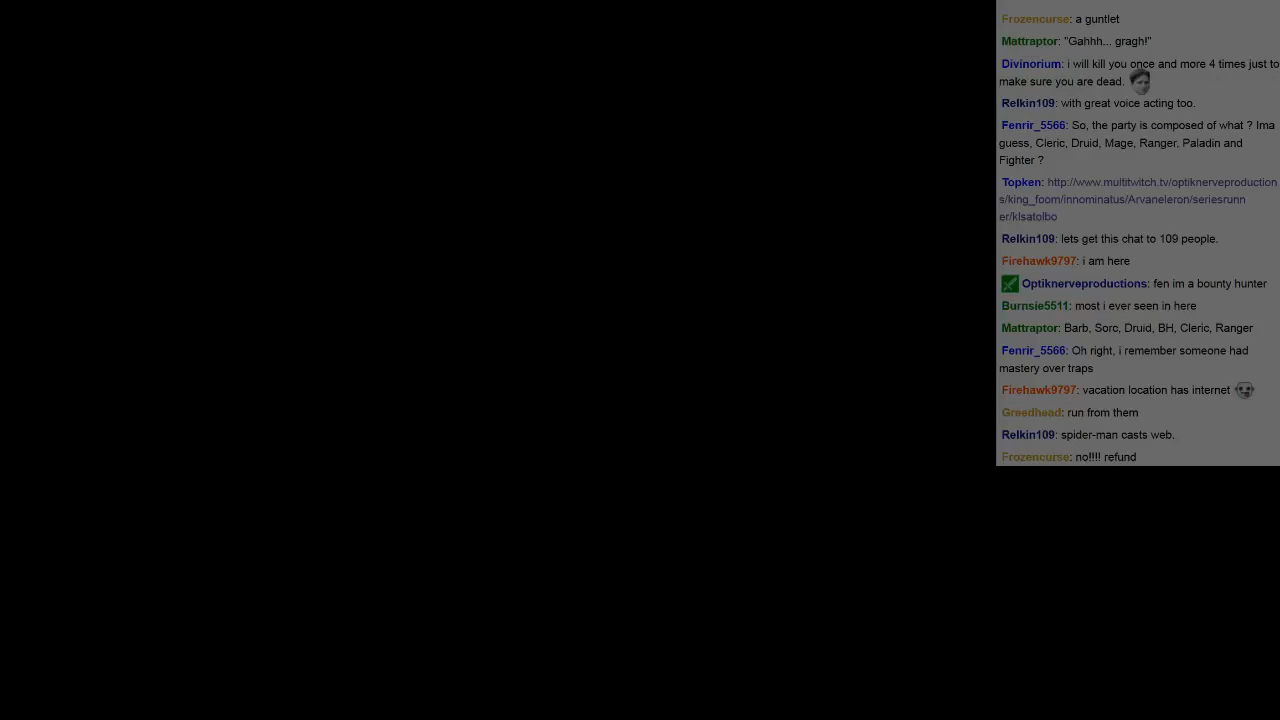 Frozencurse: a guntlet
Mattraptor: "Gahhh... gragh!"
Divinorium: i will kill you once and more 4 times just to
make sure you are dead.
Relkin109: with great voice acting too.
Fenrir_5566: So, the party is composed of what ? Ima
guess, Cleric, Druid, Mage, Ranger, Paladin and
Fighter ?
Topken: http://www.multitwitch.tv/optiknerveproduction
s/king_foom/innominatus/Arvaneleron/seriesrunn
er/klsatolbo
Relkin109: lets get this chat to 109 people.
Firehawk9797: i am here
Optiknerveproductions: fen im a bounty hunter
Burnsie5511: most i ever seen in here
Mattraptor: Barb, Sorc, Druid, BH, Cleric, Ranger
Fenrir_5566: Oh right, i remember someone had
mastery over traps
Firehawk9797: vacation location has internet
Greedhead: run from them
Relkin109: spider-man casts web.
Frozencurse: no!!!! refund